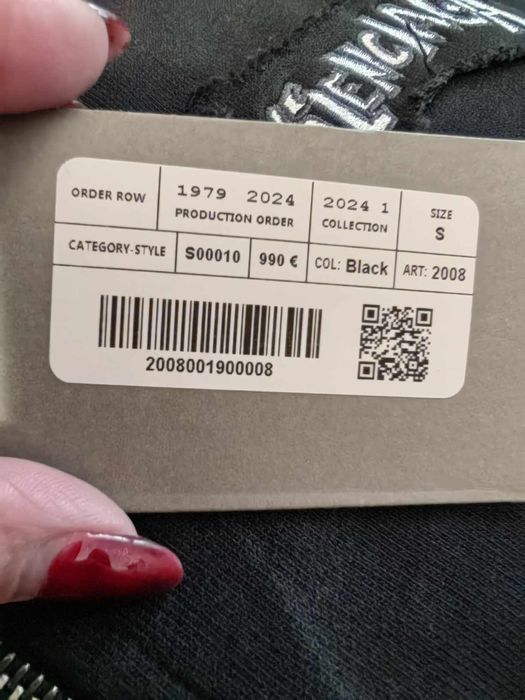 ENCIAG
ORDER ROW
1979 2024
PRODUCTION ORDER
2024 1
COLLECTION
SIZE
S
CATEGORY-STYLE
S00010
990 €
COL: Black
ART: 2008
2008001900008